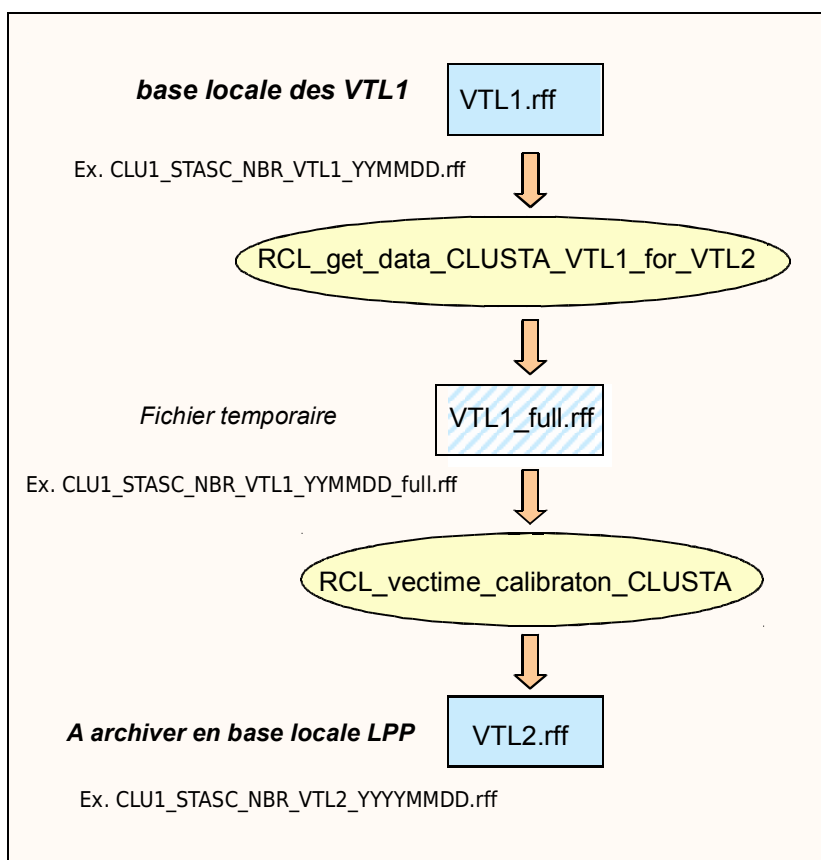 base locale des VTL1
VTL1.rff
Ex. CLU1_STASC_NBR_VTL1_YYMMDD.rff
RCL_get_data_CLUSTA_VTL1_for_VTL2
Fichier temporaire
VTL1_full.rff
Ex. CLU1_STASC_NBR_VTL1_YYMMDD_full.rff
RCL_vectime_calibraton_CLUSTA
A archiver en base locale LPP
VTL2.rff
Ex. CLU1_STASC_NBR_VTL2_YYYYMMDD.rff